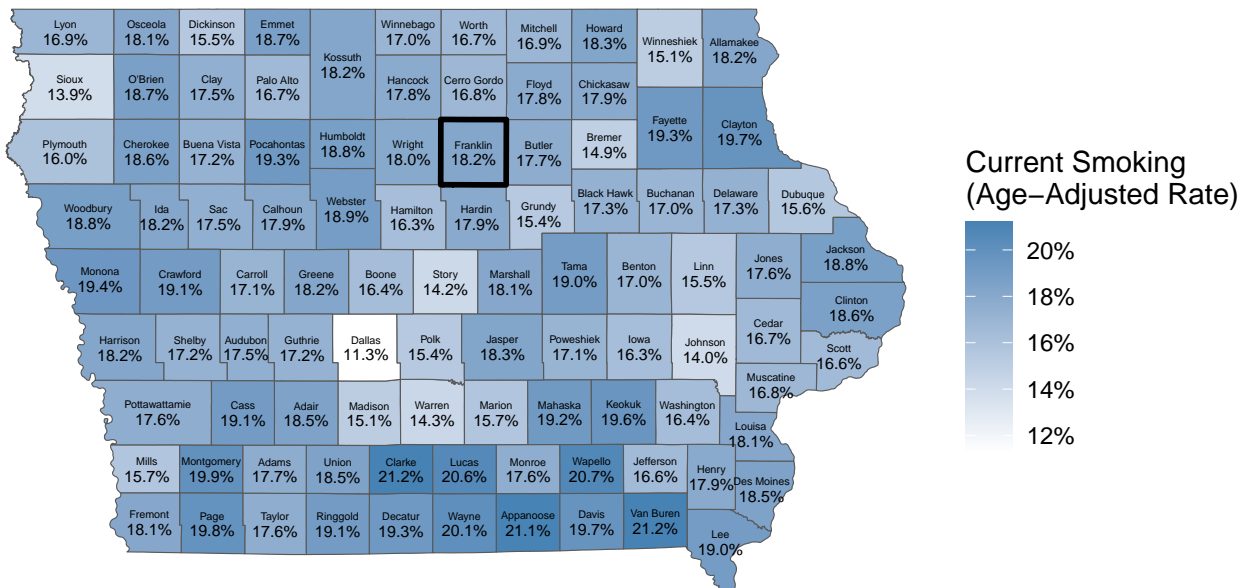 Lyon
16.9%
Osceola
18.1%
Dickinson
15.5%
Emmet
18.7%
Winnebago
17.0%
Worth
16.7%
Mitchell
16.9%
Howard
18.3%
Winneshiek
15.1%
Allamakee
18.2%
Kossuth
18.2%
Sioux
13.9%
O'Brien
18.7%
Clay
17.5%
Palo Alto
16.7%
Hancock
17.8%
Cerro Gordo
16.8%
Floyd
17.8%
Chickasaw
17.9%
Fayette
19.3%
Clayton
19.7%
Plymouth
16.0%
Cherokee
18.6%
Buena Vista
17.2%
Pocahontas
19.3%
Humboldt
18.8%
Wright
18.0%
Franklin
18.2%
Butler
17.7%
Bremer
14.9%
Woodbury
18.8%
Ida
18.2%
Sac
17.5%
Calhoun
17.9%
Webster
18.9%
Hamilton
16.3%
Hardin
17.9%
Grundy
15.4%
Black Hawk
17.3%
Buchanan
17.0%
Delaware
17.3%
Dubuque
15.6%
Monona
19.4%
Crawford
19.1%
Carroll
17.1%
Greene
18.2%
Boone
16.4%
Story
14.2%
Marshall
18.1%
Tama
19.0%
Benton
17.0%
Linn
15.5%
Jones
17.6%
Jackson
18.8%
Clinton
18.6%
Harrison
18.2%
Shelby
17.2%
Audubon
17.5%
Guthrie
17.2%
Dallas
11.3%
Polk
15.4%
Jasper
18.3%
Poweshiek
17.1%
Iowa
16.3%
Johnson
14.0%
Cedar
16.7%
Scott
16.6%
Muscatine
16.8%
Pottawattamie
17.6%
Cass
19.1%
Adair
18.5%
Madison
15.1%
Warren
14.3%
Marion
15.7%
Mahaska
19.2%
Keokuk
19.6%
Washington
16.4%
Louisa
18.1%
Mills
15.7%
Montgomery
19.9%
Adams
17.7%
Union
18.5%
Clarke
21.2%
Lucas
20.6%
Monroe
17.6%
Wapello
20.7%
Jefferson
16.6%
Henry
17.9%
Des Moines
18.5%
Fremont
18.1%
Page
19.8%
Taylor
17.6%
Ringgold
19.1%
Decatur
19.3%
Wayne
20.1%
Appanoose
21.1%
Davis
19.7%
Van Buren
21.2%
Lee
19.0%
Current Smoking
(Age−Adjusted Rate)
20%
18%
16%
14%
12%